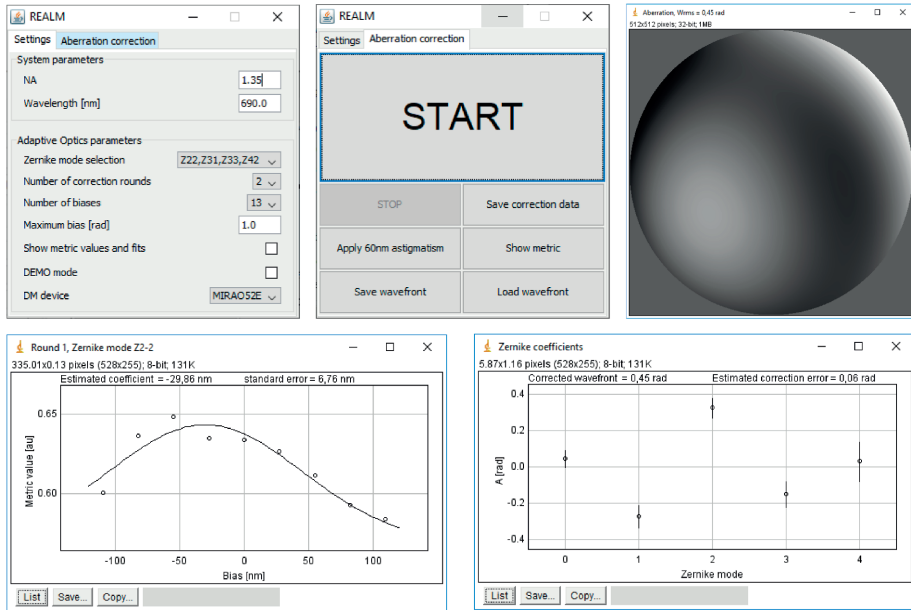 REALM
Settings Aberration correction
System parameters
NA 1.35
Wavelength [nm] 690.0
Adaptive Optics parameters
Zernike mode selection Z22,Z31,Z33,Z42
Number of correction rounds 2
Number of biases 13
Maximum bias [rad] 1.0
Show metric values and fits
DEMO mode
DM device MIRAO52E
REALM
Settings Aberration correction
START
STOP Save correction data
Apply 60nm astigmatism Show metric
Save wavefront Load wavefront
Aberration, Wrms = 0,45 rad
512x512 pixels; 32-bit; 1MB
Round 1, Zernike mode Z2-2
335.01x0.13 pixels (528x255); 8-bit; 131K
Estimated coefficient = -29,86 nm standard error = 6,76 nm
0.65
0.60
Metric value [au]
-100 -50 0 50 100
Bias [nm]
List Save... Copy...
Zernike coefficients
5.87x1.16 pixels (528x255); 8-bit; 131K
Corrected wavefront = 0,45 rad Estimated correction error = 0,06 rad
0.4
0.2
0.0
-0.2
-0.4
A [rad]
0 1 2 3 4
Zernike mode
List Save... Copy...